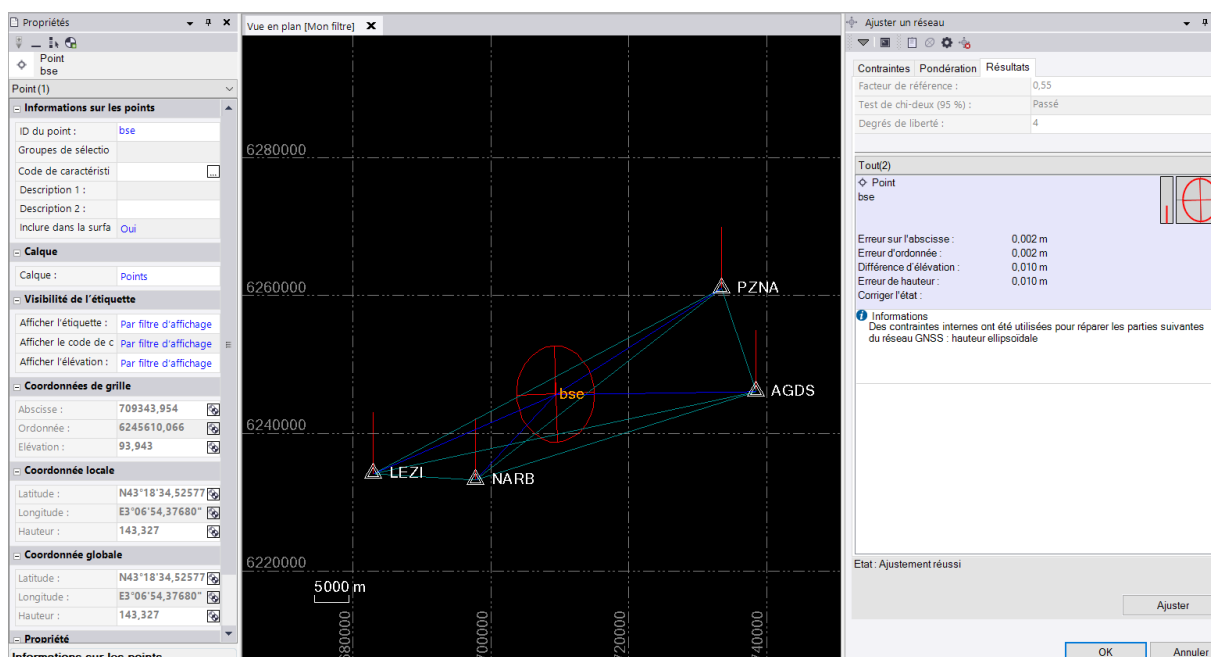 Propriétés
Point
bse
Point (1)
Informations sur les points
ID du point : bse
Groupes de sélectio
Code de caractéristi ...
Description 1 :
Description 2 :
Inclure dans la surfa Oui
Calque
Calque : Points
Visibilité de l'étiquette
Afficher l'étiquette : Par filtre d'affichage
Afficher le code de c Par filtre d'affichage
Afficher l'élévation : Par filtre d'affichage
Coordonnées de grille
Abscisse : 709343,954
Ordonnée : 6245610,066
Elévation : 93,943
Coordonnée locale
Latitude : N43°18'34,52577
Longitude : E3°06'54,37680"
Hauteur : 143,327
Coordonnée globale
Latitude : N43°18'34,52577
Longitude : E3°06'54,37680"
Hauteur : 143,327
Propriété
Informations sur les points
Vue en plan [Mon filtre]
6280000
6260000
6240000
6220000
PZNA
AGDS
bse
LEZI
NARB
5000 m
680000
700000
720000
740000
Ajuster un réseau
Contraintes Pondération Résultats
Facteur de référence : 0,55
Test de chi-deux (95 %) : Passé
Degrés de liberté : 4
Tout(2)
Point
bse
Erreur sur l'abscisse : 0,002 m
Erreur d'ordonnée : 0,002 m
Différence d'élévation : 0,010 m
Erreur de hauteur : 0,010 m
Corriger l'état :
Informations
Des contraintes internes ont été utilisées pour réparer les parties suivantes
du réseau GNSS : hauteur ellipsoïdale
Etat : Ajustement réussi
Ajuster
OK Annuler